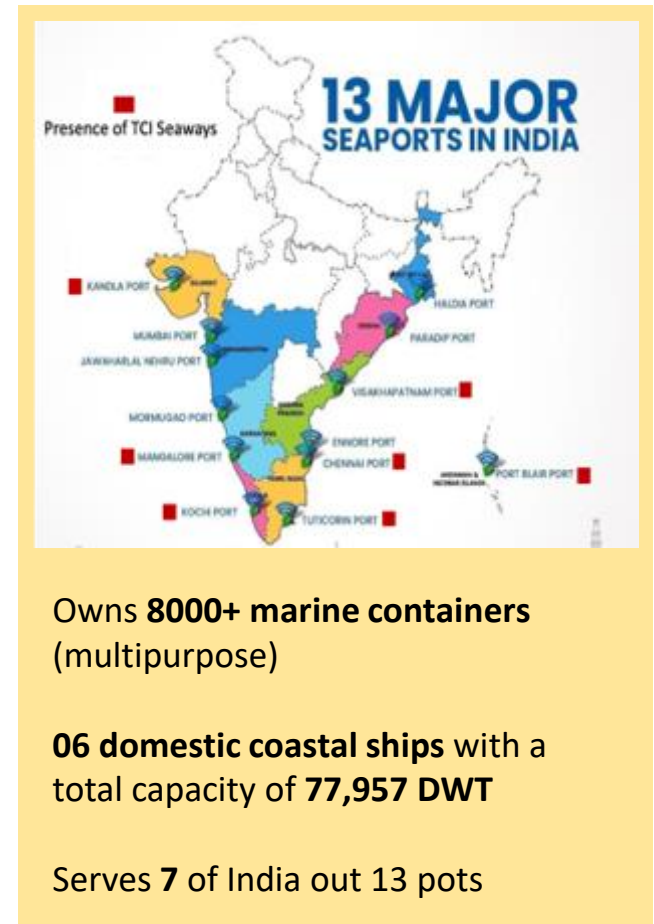 13 MAJOR
SEAPORTS IN INDIA
Presence of TCI Seaways
KANDLA PORT
GUJARAT
HALDIA PORT
MUMBAI PORT
PARADIP PORT
JAWAHARLAL NEHRU PORT
VISAKHAPATNAM PORT
MORMUGAO PORT
ENNORE PORT
MANGALORE PORT
CHENNAI PORT
PORT BLAIR PORT
KOCHI PORT
TUTICORIN PORT
Owns 8000+ marine containers
(multipurpose)
06 domestic coastal ships with a
total capacity of 77,957 DWT
Serves 7 of India out 13 pots